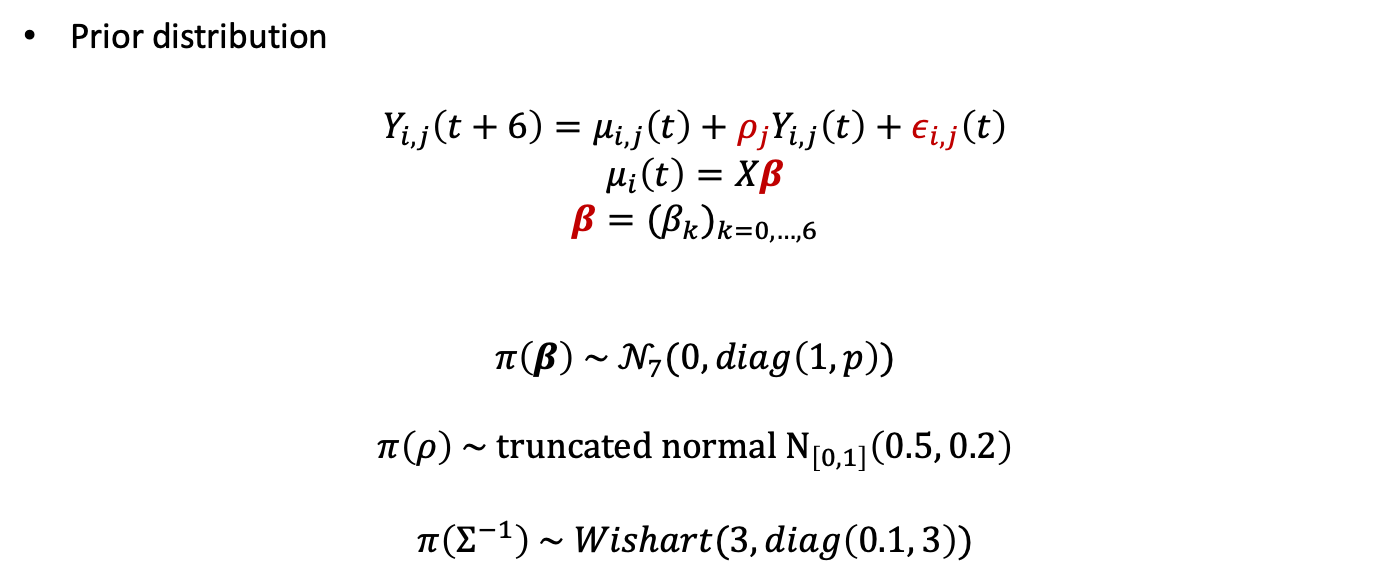 • Prior distribution
Y_{i,j}(t + 6) = μ_{i,j}(t) + ρ_j Y_{i,j}(t) + ϵ_{i,j}(t)
μ_i(t) = Xβ
β = (β_k)_{k=0,…,6}
π(β) ~ 𝒩_7(0, diag(1, p))
π(ρ) ~ truncated normal N_{[0,1]}(0.5, 0.2)
π(Σ^{−1}) ~ Wishart(3, diag(0.1, 3))